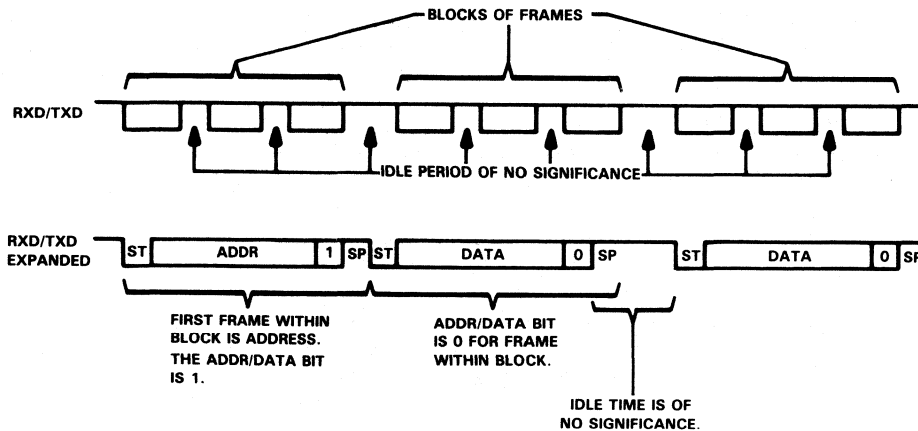 BLOCKS OF FRAMES
RXD/TXD
IDLE PERIOD OF NO SIGNIFICANCE
RXD/TXD
EXPANDED
ST ADDR 1 SP ST DATA 0 SP ST DATA 0 SP
FIRST FRAME WITHIN
BLOCK IS ADDRESS.
THE ADDR/DATA BIT
IS 1.
ADDR/DATA BIT
IS 0 FOR FRAME
WITHIN BLOCK.
IDLE TIME IS OF
NO SIGNIFICANCE.